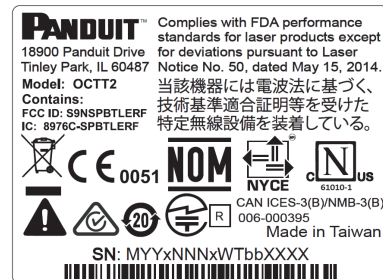 PANDUIT™
18900 Panduit Drive
Tinley Park, IL 60487
Model: OCTT2
Contains:
FCC ID: S9NSPBTLERF
IC: 8976C-SPBTLERF
Complies with FDA performance
standards for laser products except
for deviations pursuant to Laser
Notice No. 50, dated May 15, 2014.
当該機器には電波法に基づく、
技術基準適合証明等を受けた
特定無線設備を装着している。
CE 0051
NOM
NYCE
C N US
61010-1
20
R
CAN ICES-3(B)/NMB-3(B)
006-000395
Made in Taiwan
SN: MYYxNNNxWTbbXXXX